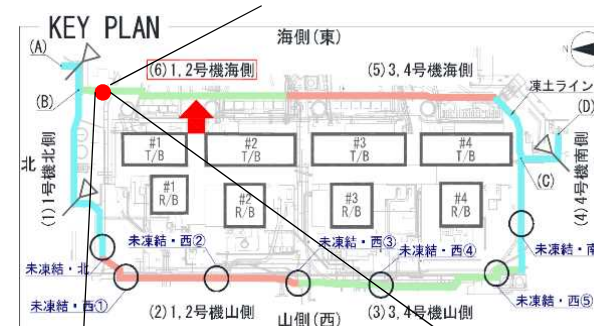 KEY PLAN
海側(東)
(A)
(6)1,2号機海側
(5)3,4号機海側
凍土ライン
(B)
(D)
#1
T/B
#2
T/B
#3
T/B
#4
T/B
北
(1)1号機北側
#1
R/B
#2
R/B
#3
R/B
#4
R/B
(C)
(4)4号機南側
未凍結・西②
未凍結・西③
未凍結・西④
未凍結・南
未凍結・北
未凍結・西①
未凍結・西⑤
(2)1,2号機山側
山側(西)
(3)3,4号機山側